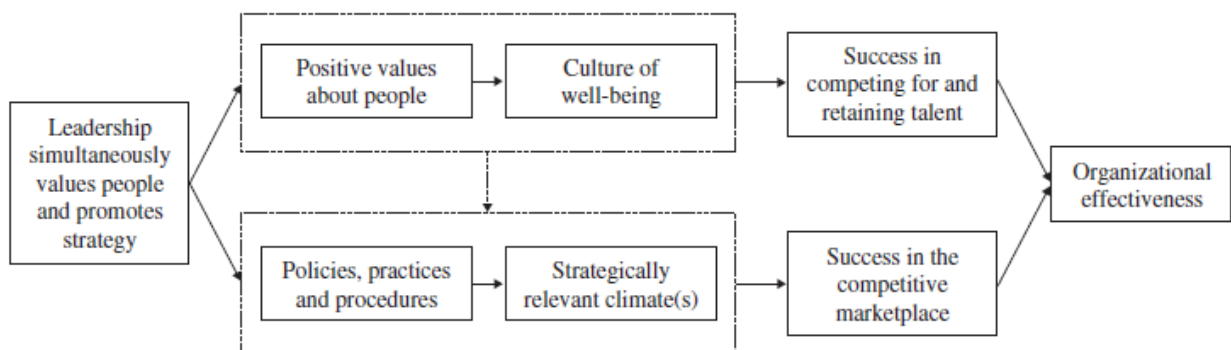 Leadership
simultaneously
values people
and promotes
strategy
Positive values
about people
Culture of
well-being
Success in
competing for and
retaining talent
Policies, practices
and procedures
Strategically
relevant climate(s)
Success in the
competitive
marketplace
Organizational
effectiveness